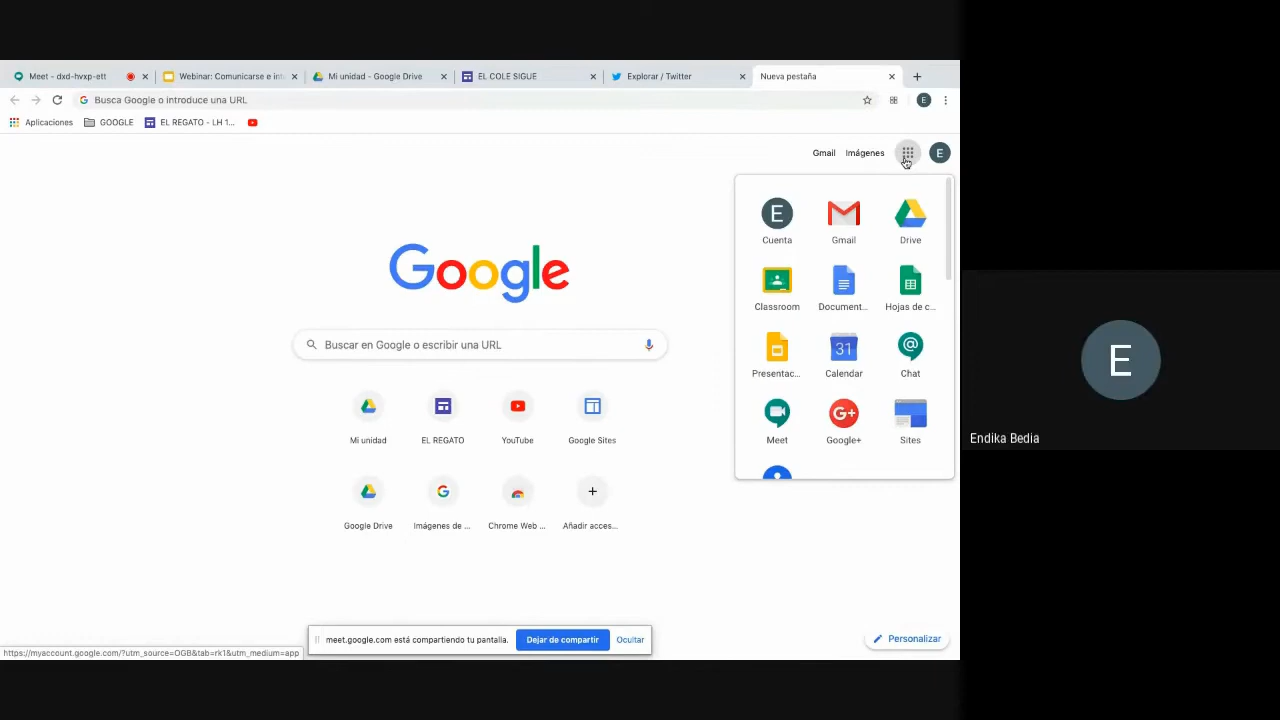 Meet - dxd-hvxp-ett
Webinar: Comunicarse e inte
Mi unidad - Google Drive
EL COLE SIGUE
Explorar / Twitter
Nueva pestaña
Busca Google o introduce una URL
E
Aplicaciones
GOOGLE
EL REGATO - LH 1...
Gmail
Imágenes
E
E
Cuenta
Gmail
Drive
Classroom
Document...
Hojas de c...
31
Presentac...
Calendar
Chat
G+
Meet
Google+
Sites
Google
Buscar en Google o escribir una URL
Mi unidad
EL REGATO
YouTube
Google Sites
Google Drive
Imágenes de ...
Chrome Web ...
Añadir acces...
meet.google.com está compartiendo tu pantalla.
Dejar de compartir
Ocultar
Personalizar
https://myaccount.google.com/?utm_source=OGB&tab=rk1&utm_medium=app
E
Endika Bedia